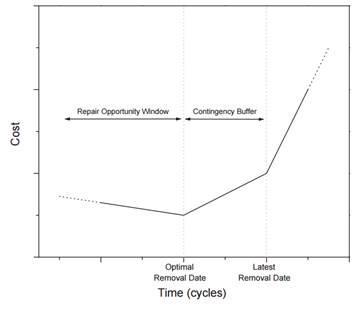 Repair Opportunity Window
Contingency Buffer
Cost
Optimal
Removal Date
Latest
Removal Date
Time (cycles)